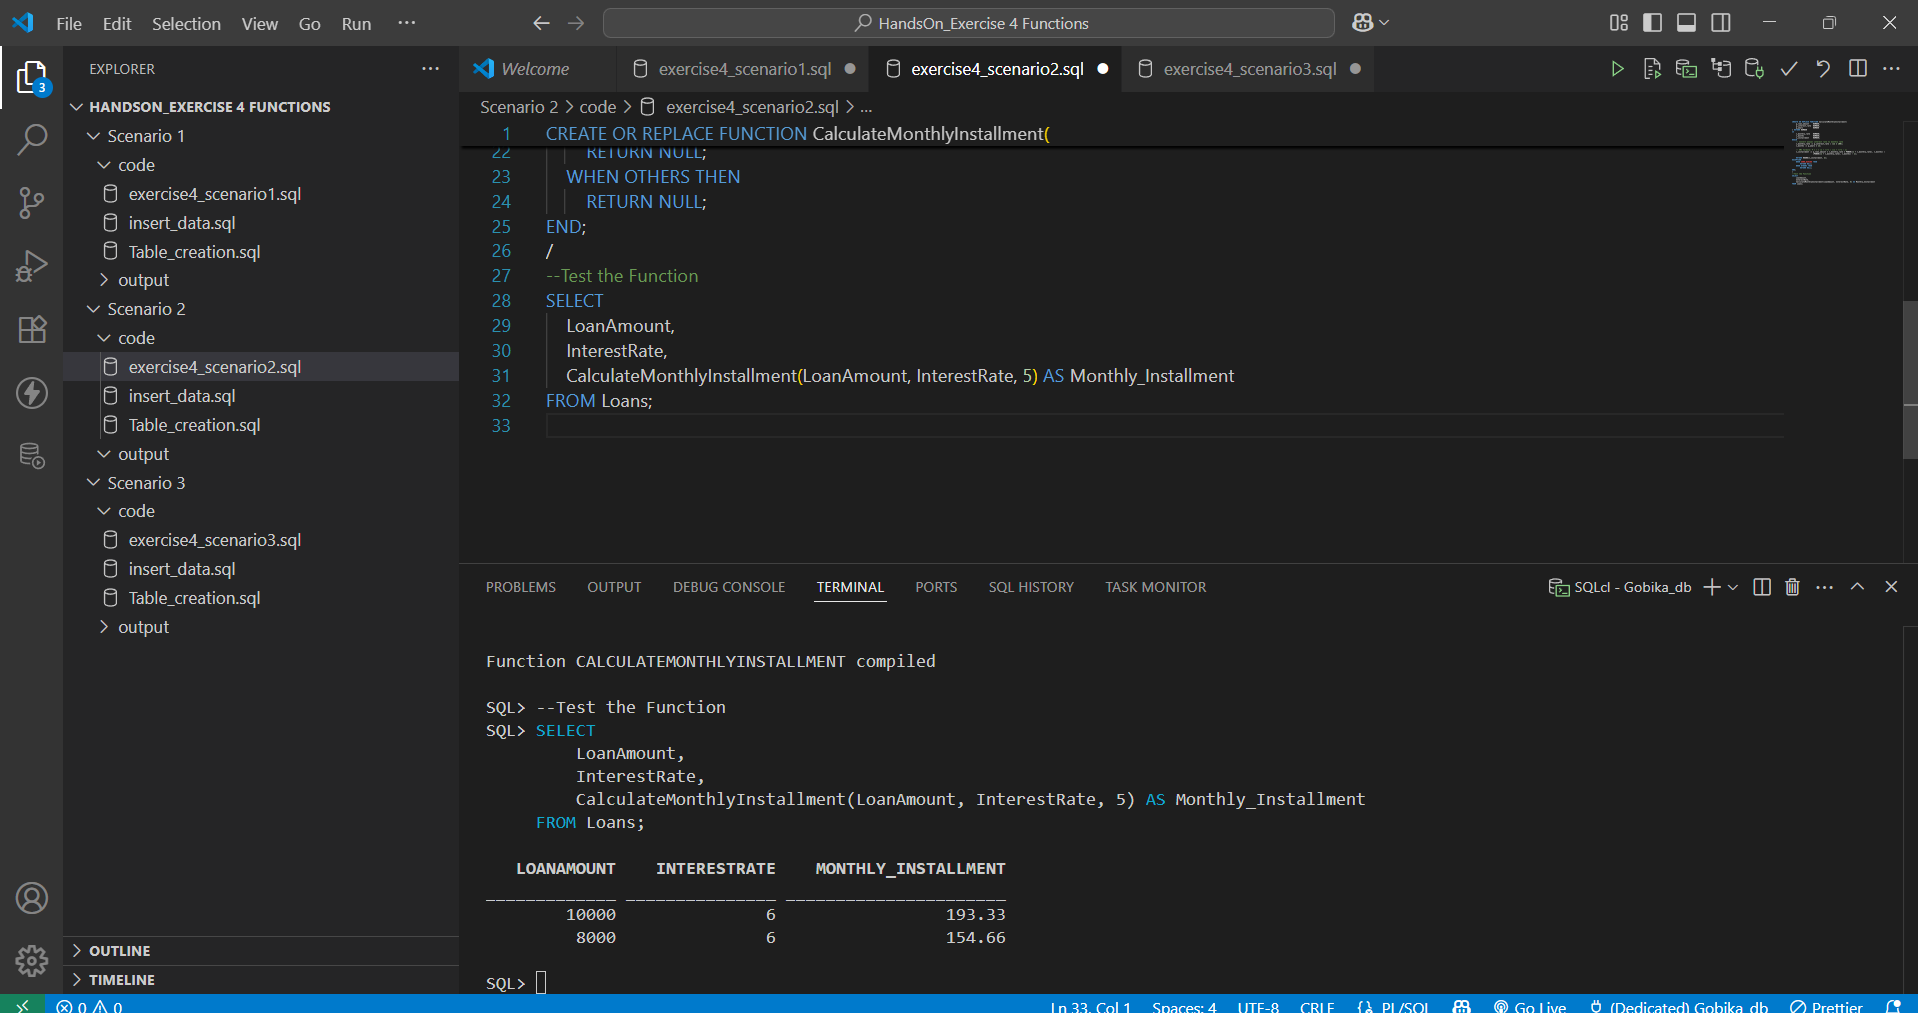 File Edit Selection View Go Run ···
HandsOn_Exercise 4 Functions
EXPLORER
3
HANDSON_EXERCISE 4 FUNCTIONS
Scenario 1
code
exercise4_scenario1.sql
insert_data.sql
Table_creation.sql
output
Scenario 2
code
exercise4_scenario2.sql
insert_data.sql
Table_creation.sql
output
Scenario 3
code
exercise4_scenario3.sql
insert_data.sql
Table_creation.sql
output
OUTLINE
TIMELINE
Welcome exercise4_scenario1.sql exercise4_scenario2.sql exercise4_scenario3.sql
Scenario 2 > code > exercise4_scenario2.sql > ...
1 CREATE OR REPLACE FUNCTION CalculateMonthlyInstallment(
22 RETURN NULL;
23 WHEN OTHERS THEN
24 RETURN NULL;
25 END;
26 /
27 --Test the Function
28 SELECT
29 LoanAmount,
30 InterestRate,
31 CalculateMonthlyInstallment(LoanAmount, InterestRate, 5) AS Monthly_Installment
32 FROM Loans;
33
PROBLEMS OUTPUT DEBUG CONSOLE TERMINAL PORTS SQL HISTORY TASK MONITOR
SQLcl - Gobika_db
Function CALCULATEMONTHLYINSTALLMENT compiled
SQL> --Test the Function
SQL> SELECT
LoanAmount,
InterestRate,
CalculateMonthlyInstallment(LoanAmount, InterestRate, 5) AS Monthly_Installment
FROM Loans;
LOANAMOUNT INTERESTRATE MONTHLY_INSTALLMENT
_____________ _______________ ______________________
10000 6 193.33
8000 6 154.66
SQL>
0 0 Ln 33, Col 1 Spaces: 4 UTF-8 CRLF PL/SQL Go Live (Dedicated) Gobika_db Prettier